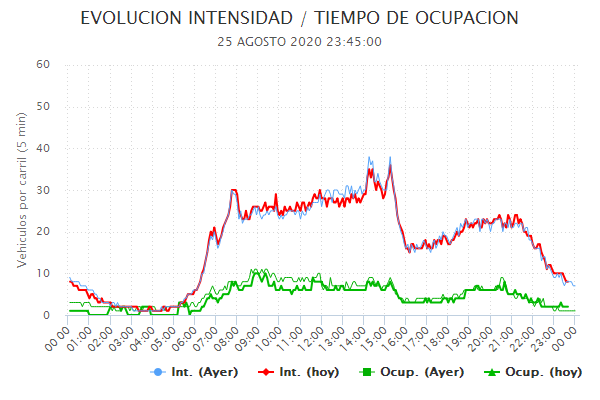 EVOLUCION INTENSIDAD / TIEMPO DE OCUPACION
25 AGOSTO 2020 23:45:00
Vehiculos por carril (5 min)
60
50
40
30
20
10
0
00:00 01:00 02:00 03:00 04:00 05:00 06:00 07:00 08:00 09:00 10:00 11:00 12:00 13:00 14:00 15:00 16:00 17:00 18:00 19:00 20:00 21:00 22:00 23:00 00:00
Int. (Ayer) Int. (hoy) Ocup. (Ayer) Ocup. (hoy)